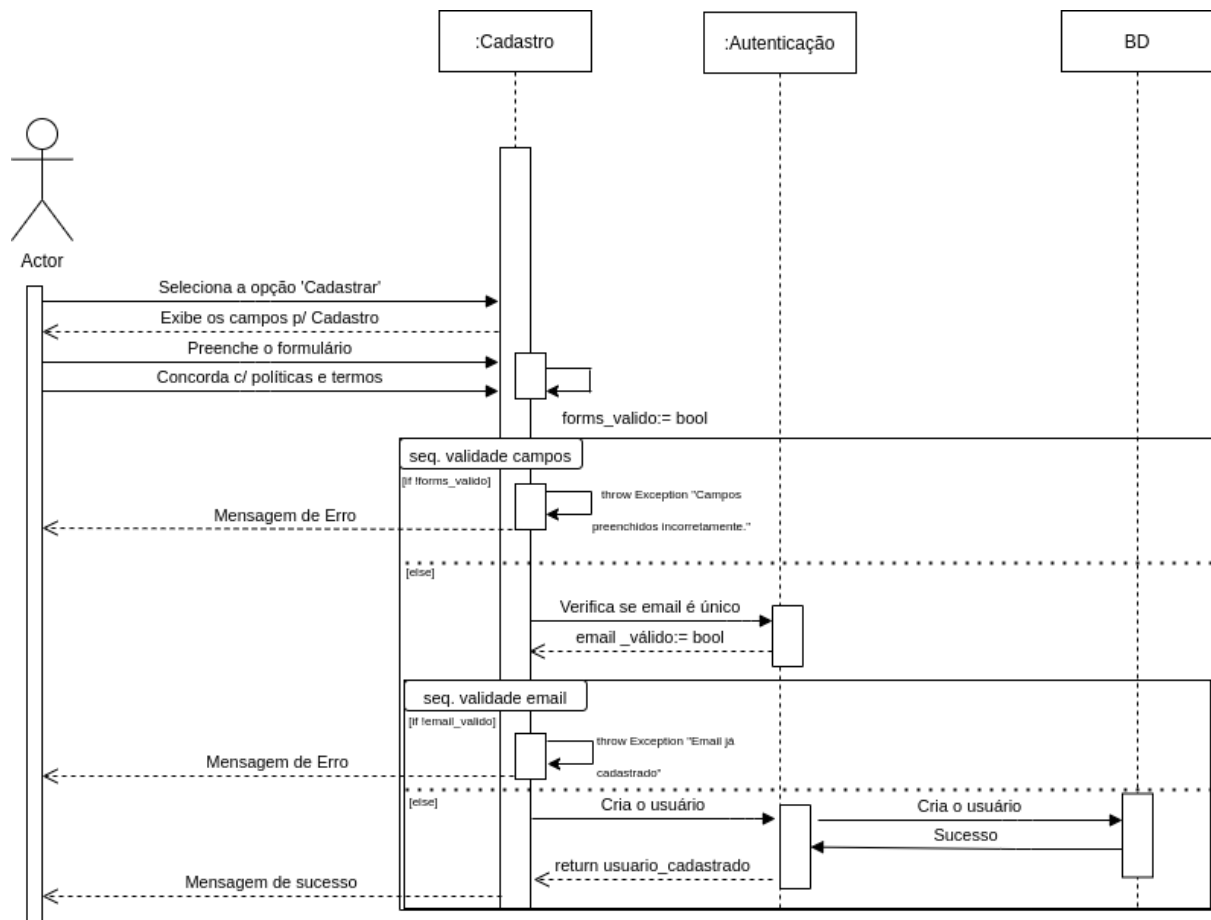 :Cadastro
:Autenticação
BD
Actor
Seleciona a opção 'Cadastrar'
Exibe os campos p/ Cadastro
Preenche o formulário
Concorda c/ políticas e termos
forms_valido:= bool
seq. validade campos
[if !forms_valido]
throw Exception "Campos
preenchidos incorretamente."
Mensagem de Erro
[else]
Verifica se email é único
email _válido:= bool
seq. validade email
[if !email_valido]
throw Exception "Email já
cadastrado"
Mensagem de Erro
[else]
Cria o usuário
Cria o usuário
Sucesso
return usuario_cadastrado
Mensagem de sucesso